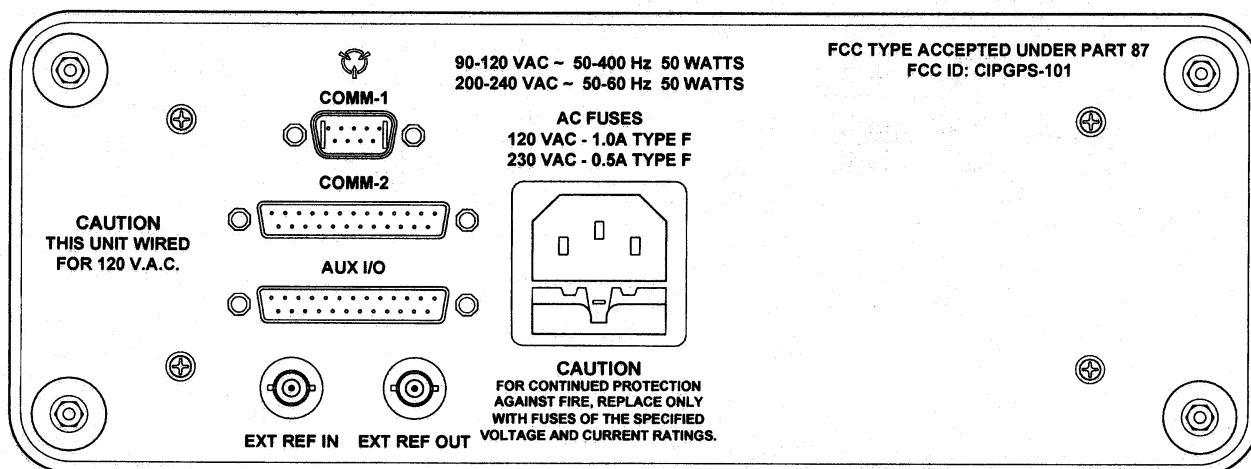 COMM-1
COMM-2
CAUTION
THIS UNIT WIRED
FOR 120 V.A.C.
AUX I/O
EXT REF IN
EXT REF OUT
90-120 VAC ~ 50-400 Hz 50 WATTS
200-240 VAC ~ 50-60 Hz 50 WATTS
AC FUSES
120 VAC - 1.0A TYPE F
230 VAC - 0.5A TYPE F
CAUTION
FOR CONTINUED PROTECTION
AGAINST FIRE, REPLACE ONLY
WITH FUSES OF THE SPECIFIED
VOLTAGE AND CURRENT RATINGS.
FCC TYPE ACCEPTED UNDER PART 87
FCC ID: CIPGPS-101